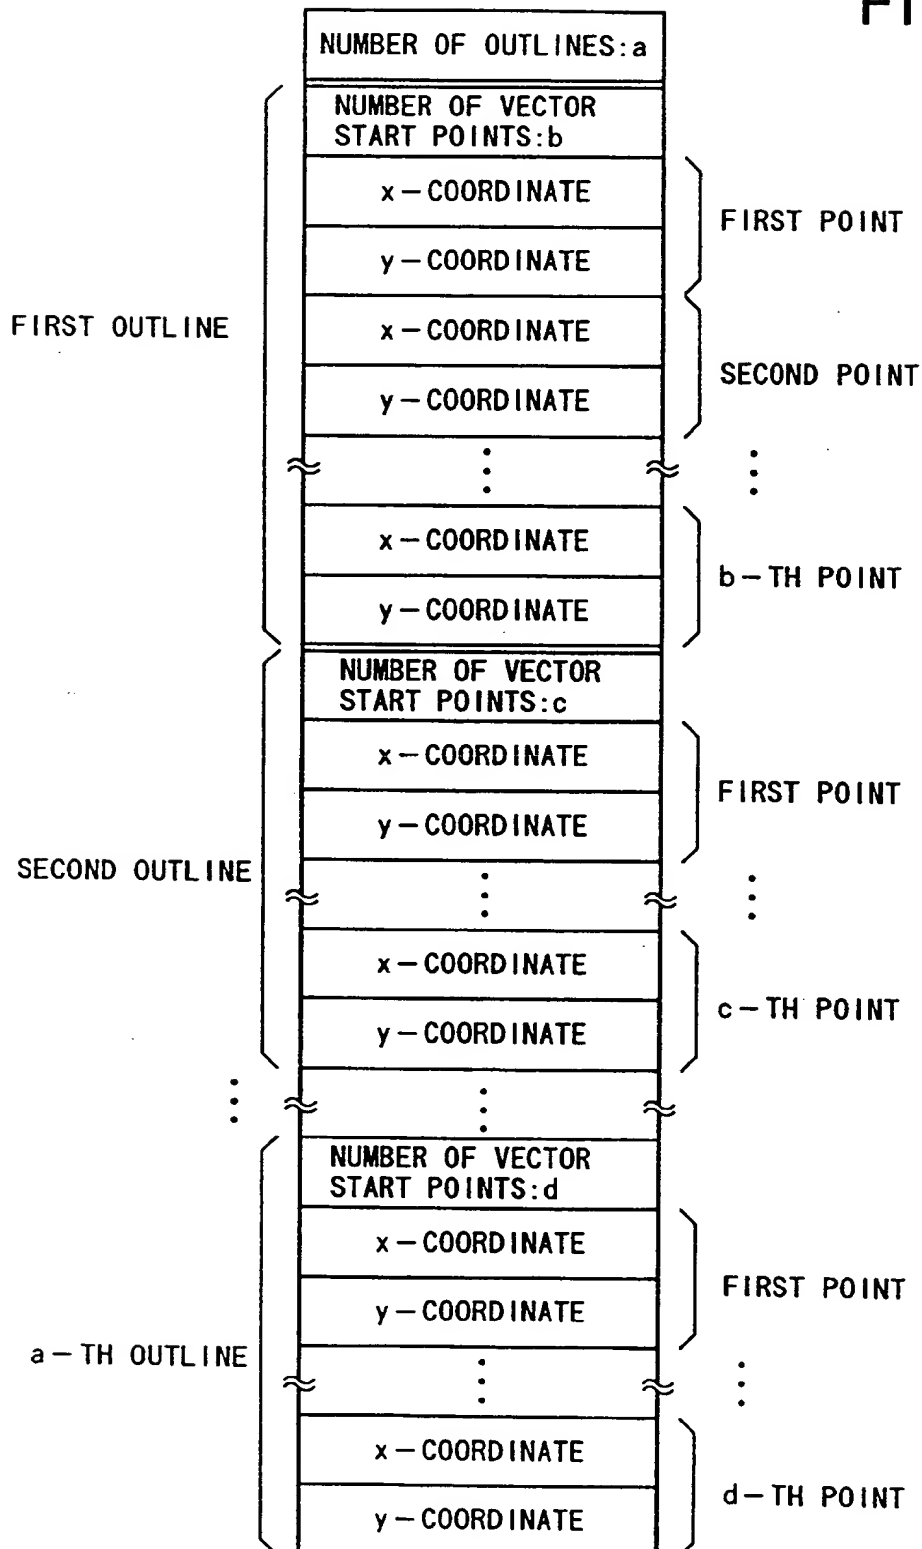 FI
NUMBER OF OUTLINES:a
NUMBER OF VECTOR
START POINTS:b
x-COORDINATE
FIRST POINT
y-COORDINATE
FIRST OUTLINE
x-COORDINATE
SECOND POINT
y-COORDINATE
x-COORDINATE
b-TH POINT
y-COORDINATE
NUMBER OF VECTOR
START POINTS:c
x-COORDINATE
FIRST POINT
y-COORDINATE
SECOND OUTLINE
x-COORDINATE
c-TH POINT
y-COORDINATE
NUMBER OF VECTOR
START POINTS:d
x-COORDINATE
FIRST POINT
y-COORDINATE
a-TH OUTLINE
x-COORDINATE
d-TH POINT
y-COORDINATE